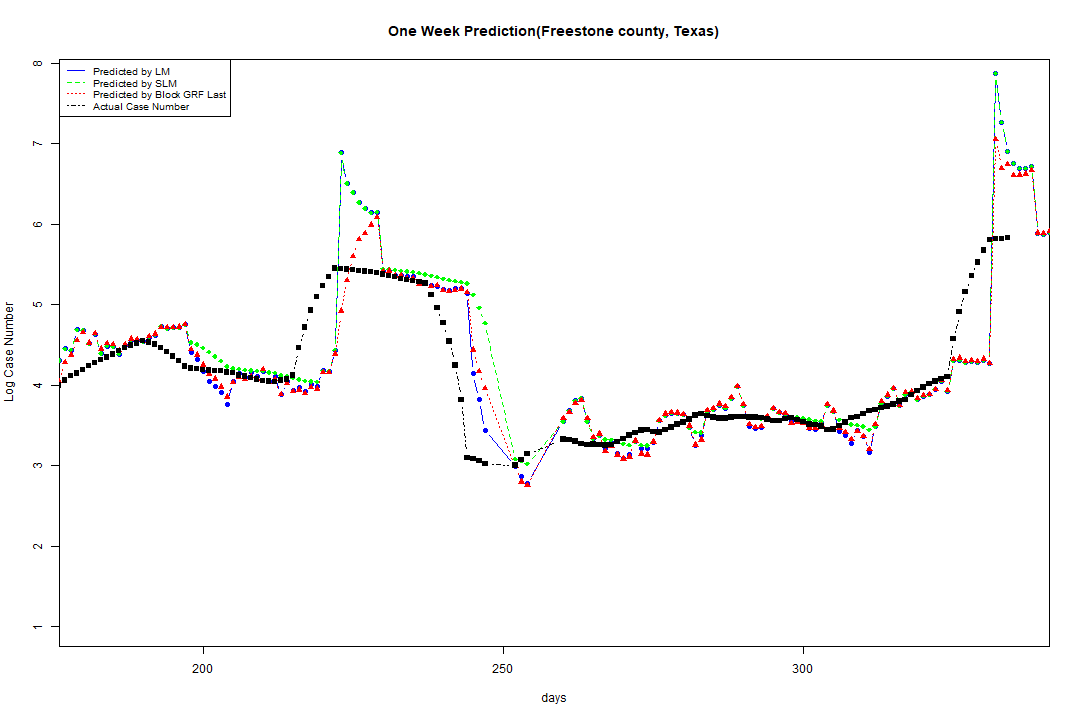 One Week Prediction(Freestone county, Texas)
Predicted by LM
Predicted by SLM
Predicted by Block GRF Last
Actual Case Number
8
7
6
5
4
3
2
1
Log Case Number
200 250 300
days